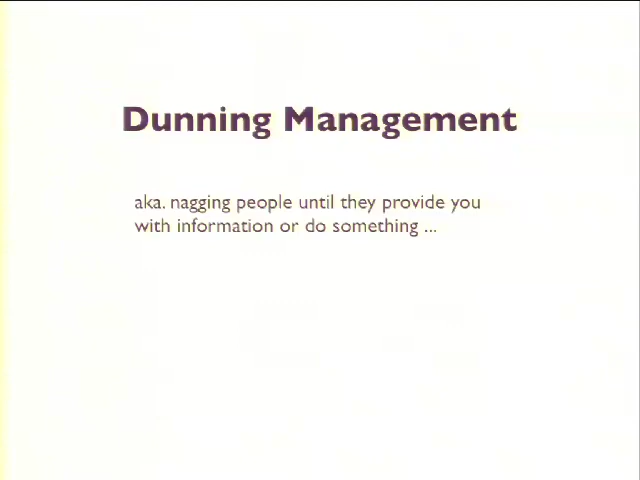 Dunning Management
aka. nagging people until they provide you
with information or do something ...